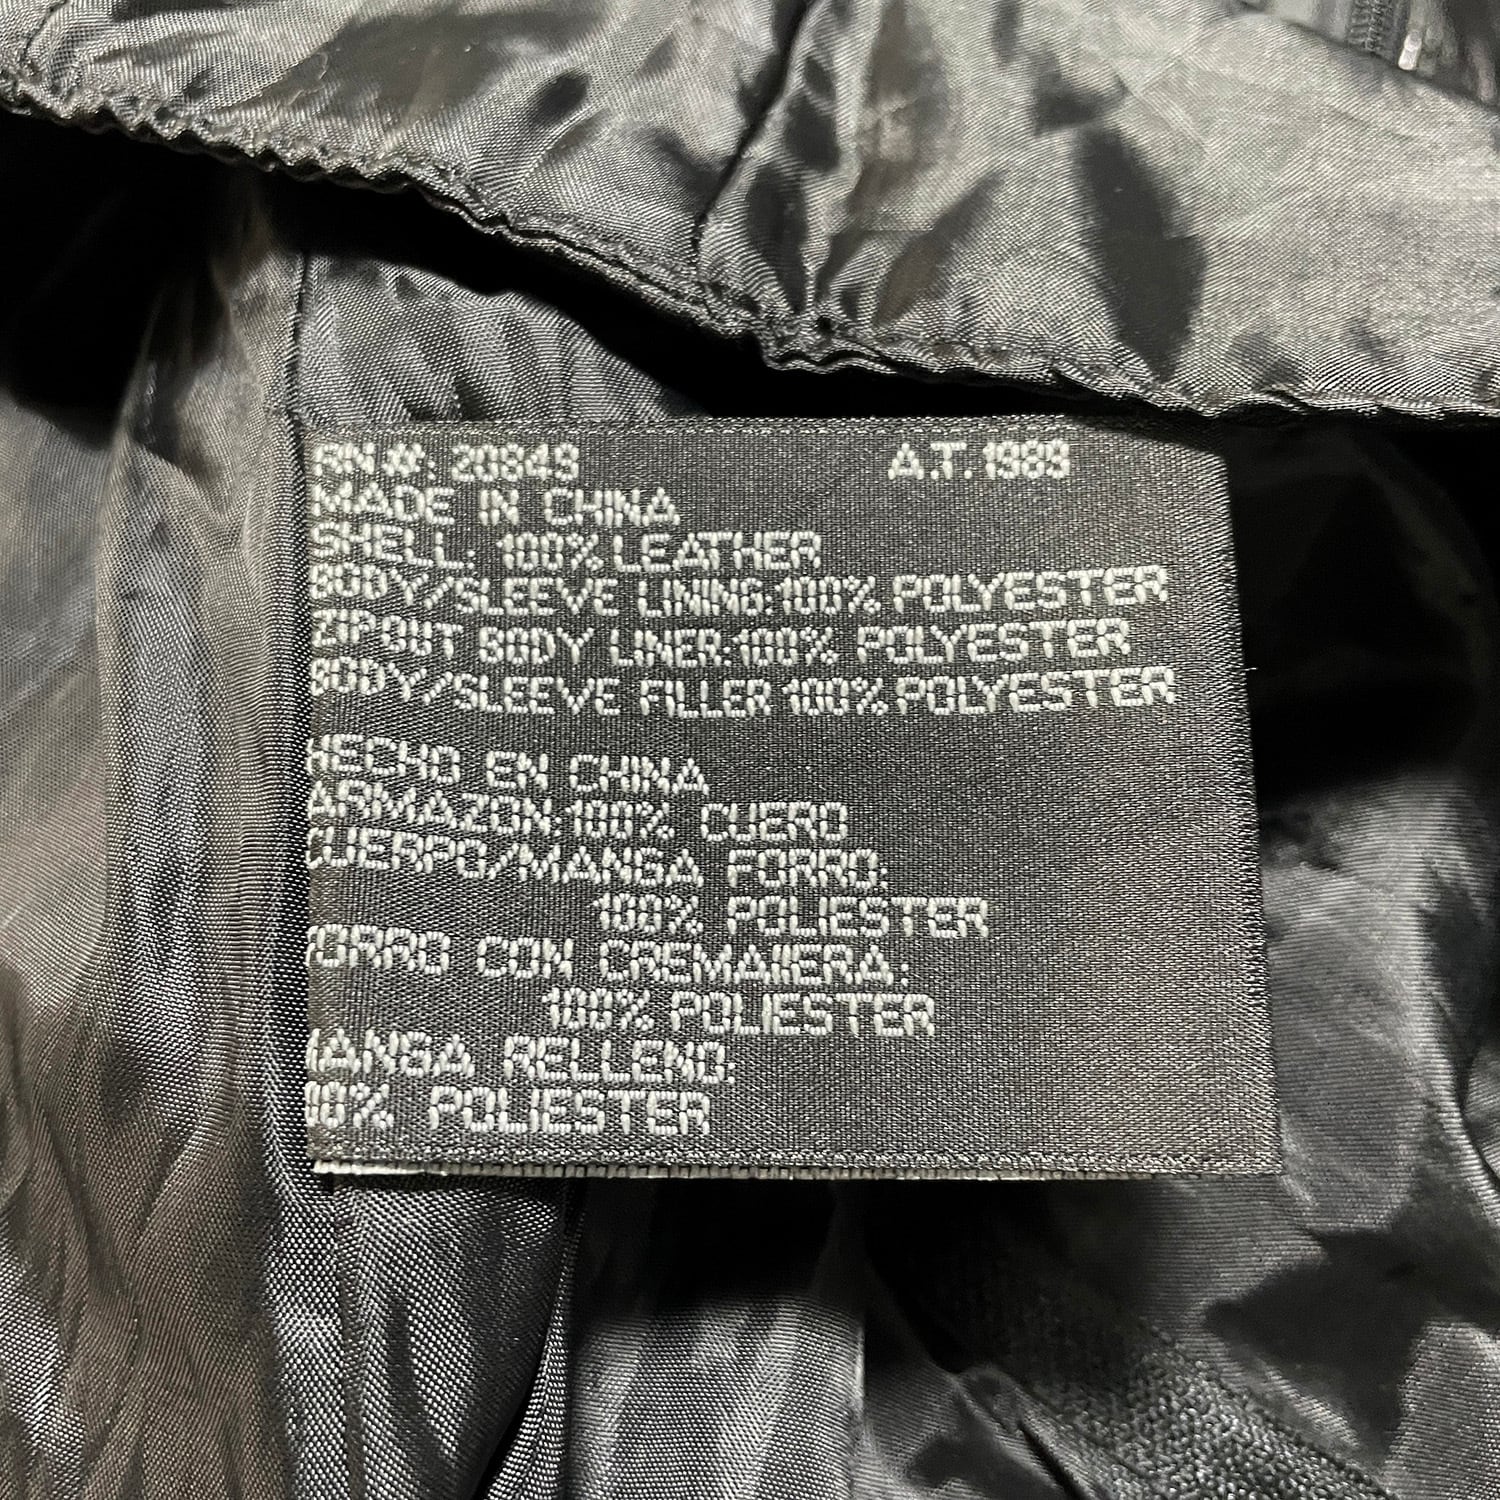 RN #: 20849 A.T. 1989
MADE IN CHINA
SHELL: 100% LEATHER
BODY/SLEEVE LINING: 100% POLYESTER
ZIPOUT BODY LINER: 100% POLYESTER
BODY/SLEEVE FILLER 100% POLYESTER
HECHO EN CHINA
ARMAZON: 100% CUERO
CUERPO/MANGA FORRO:
100% POLIESTER
FORRO CON CREMAIIERA:
100% POLIESTER
MANGA RELLENO:
100% POLIESTER